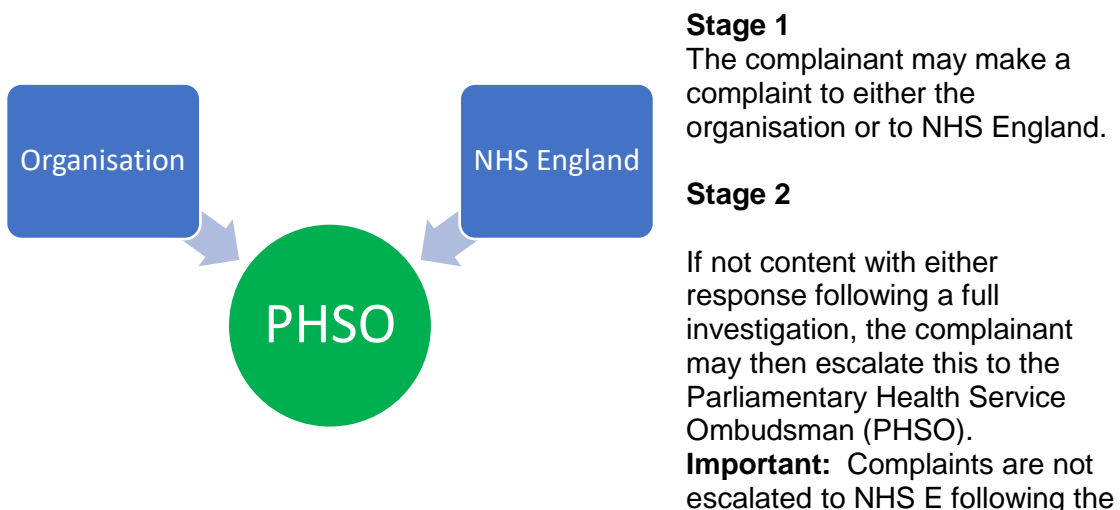 Organisation
NHS England
PHSO
Stage 1
The complainant may make a
complaint to either the
organisation or to NHS England.
Stage 2
If not content with either
response following a full
investigation, the complainant
may then escalate this to the
Parliamentary Health Service
Ombudsman (PHSO).
Important:  Complaints are not
escalated to NHS E following the